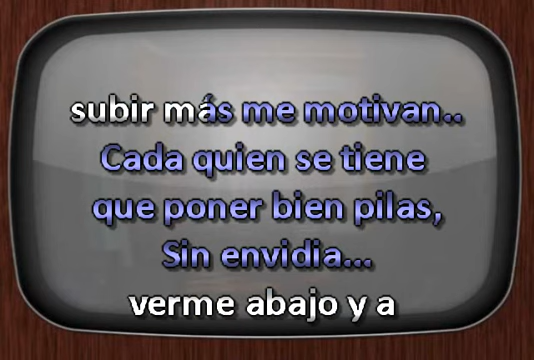 subir más me motivan..
Cada quien se tiene
que poner bien pilas,
Sin envidia...
verme abajo y a